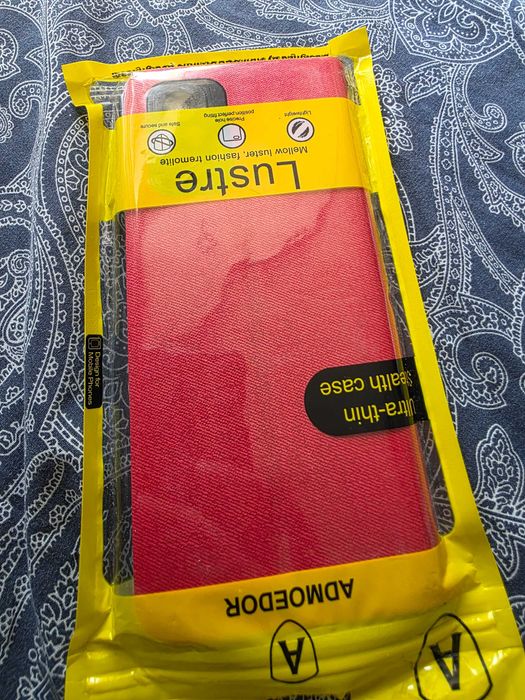 ADMOEDOR
Ultra-thin
Stealth case
Lustre
Mellow luster, fashion tremolite
Lightweight
Precise hole
position,perfect fitting
Safe and secure
Design for
Mobile Phones
A
A